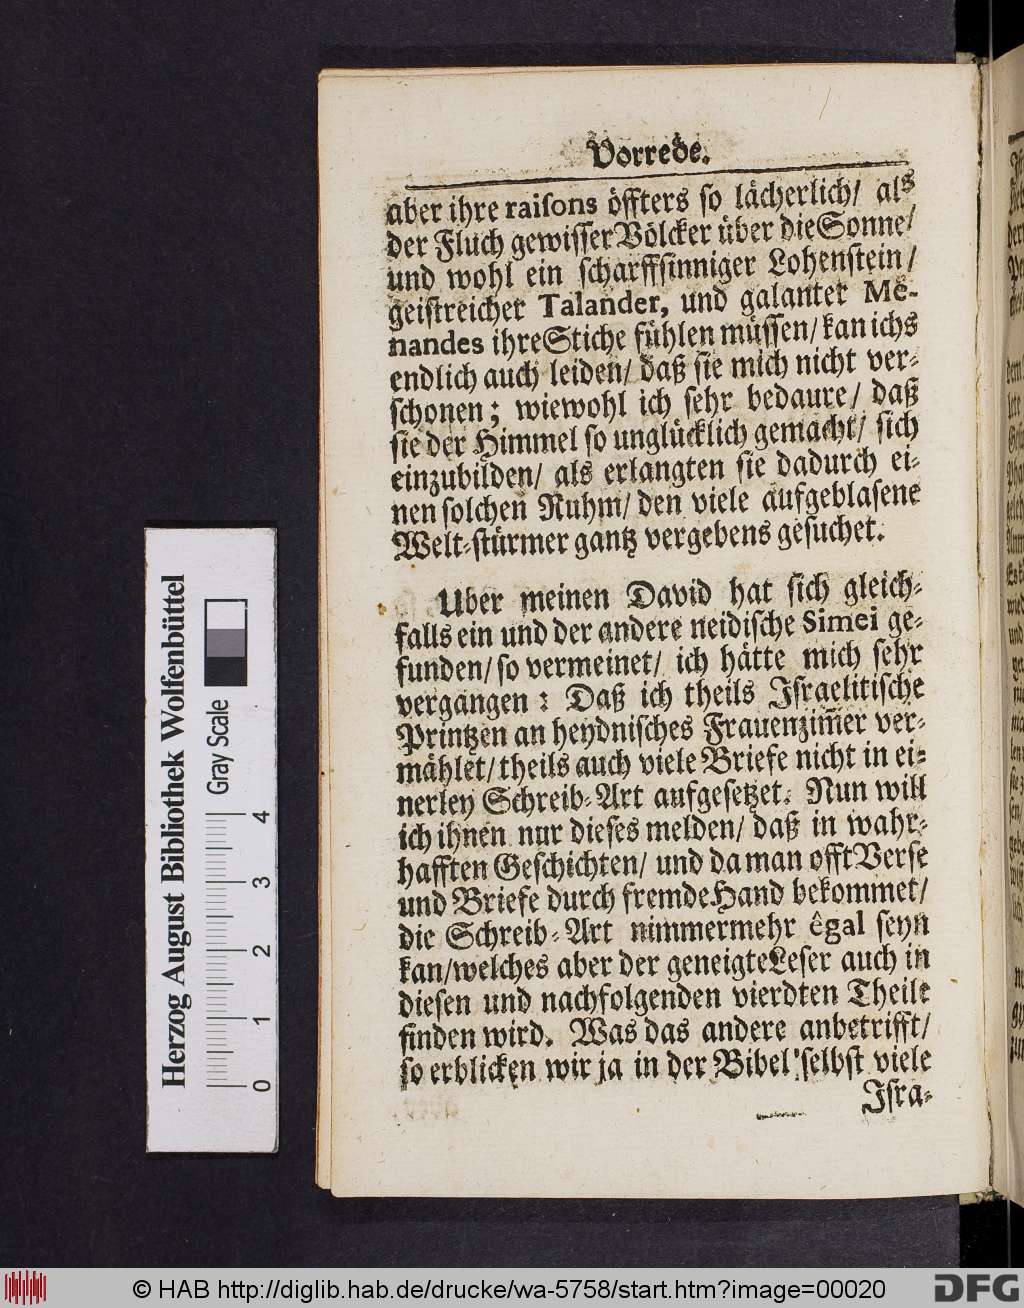 Vorrede.
aber ihre raisons öffters so lächerlich/ als
der Fluch gewisser Völcker über die Sonne/
und wohl ein scharffsinniger Lohenstein/
geistreicher Talander, und galanter Me-
nandes ihre Stiche fühlen müssen/ kan ichs
endlich auch leiden/ daß sie mich nicht ver-
schonen; wiewohl ich sehr bedaure/ daß
sie der Himmel so unglücklich gemacht/ sich
einzubilden/ als erlangten sie dadurch ei-
nen solchen Ruhm/ den viele aufgeblasene
Welt-stürmer gantz vergebens gesuchet.
Uber meinen David hat sich gleich-
falls ein und der andere neidische Simei ge-
funden/ so vermeinet/ ich hätte mich sehr
vergangen: Daß ich theils Israelitische
Printzen an heydnisches Frauenzim̃er ver-
mählet/ theils auch viele Briefe nicht in ei-
nerley Schreib-Art aufgesetzet. Nun will
ich ihnen nur dieses melden/ daß in wahr-
hafften Geschichten/ und da man offt Verse
und Briefe durch fremde Hand bekommet/
die Schreib-Art nimmermehr êgal seyn
kan/ welches aber der geneigte Leser auch in
diesen und nachfolgenden vierdten Theile
finden wird. Was das andere anbetrifft/
so erblicken wir ja in der Bibel selbst viele
Isra-
Herzog August Bibliothek Wolfenbüttel
Gray Scale
0 1 2 3 4
© HAB http://diglib.hab.de/drucke/wa-5758/start.htm?image=00020
DFG